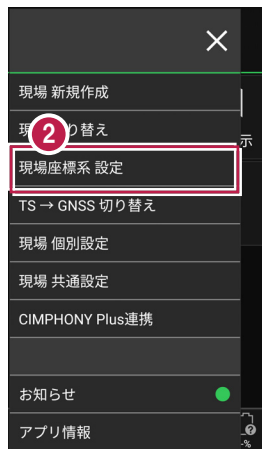 現場 新規作成
現 2 り替え
示
現場座標系 設定
TS → GNSS 切り替え
現場 個別設定
現場 共通設定
CIMPHONY Plus連携
お知らせ
アプリ情報
-%